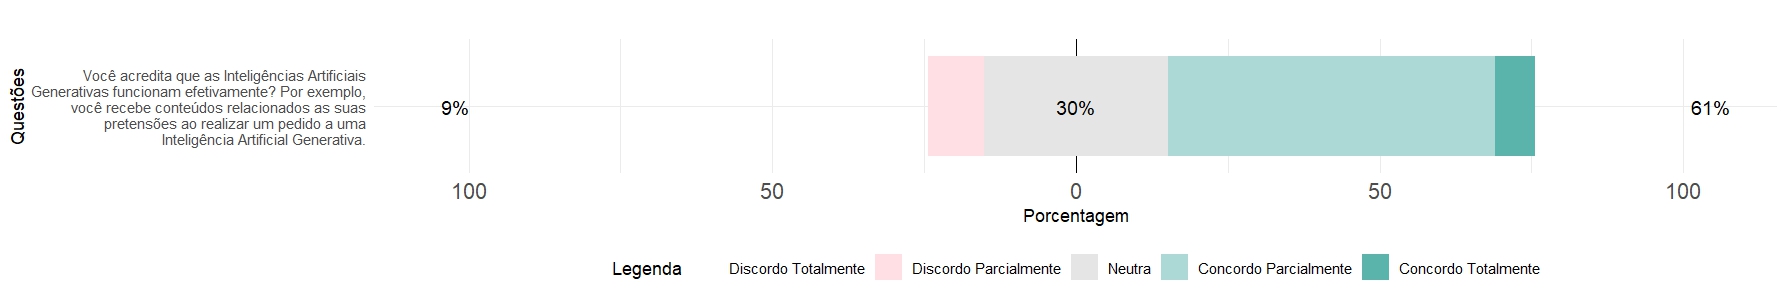 Questões
Você acredita que as Inteligências Artificiais
Generativas funcionam efetivamente? Por exemplo,
você recebe conteúdos relacionados as suas
pretensões ao realizar um pedido a uma
Inteligência Artificial Generativa.
9%
30%
61%
100
50
0
50
100
Porcentagem
Legenda
Discordo Totalmente
Discordo Parcialmente
Neutra
Concordo Parcialmente
Concordo Totalmente